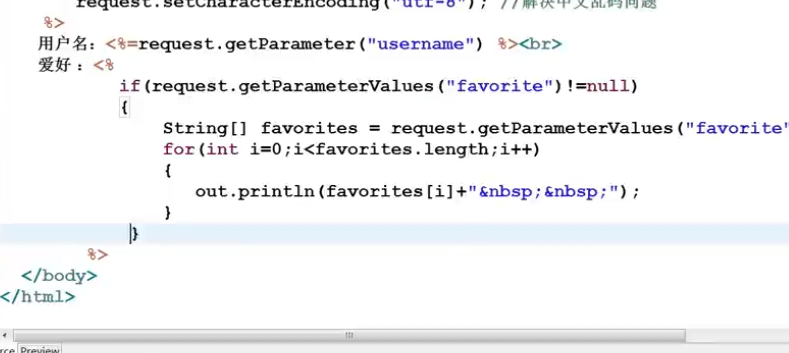 request.setCharacterEncoding("utf-8"); //解决中文乱码问题
%>
用户名：<%=request.getParameter("username") %><br>
爱好：<%
if(request.getParameterValues("favorite")!=null)
{
String[] favorites = request.getParameterValues("favorite"
for(int i=0;i<favorites.length;i++)
{
out.println(favorites[i]+"&nbsp;&nbsp;");
}
}
%>
</body>
</html>
rce Preview